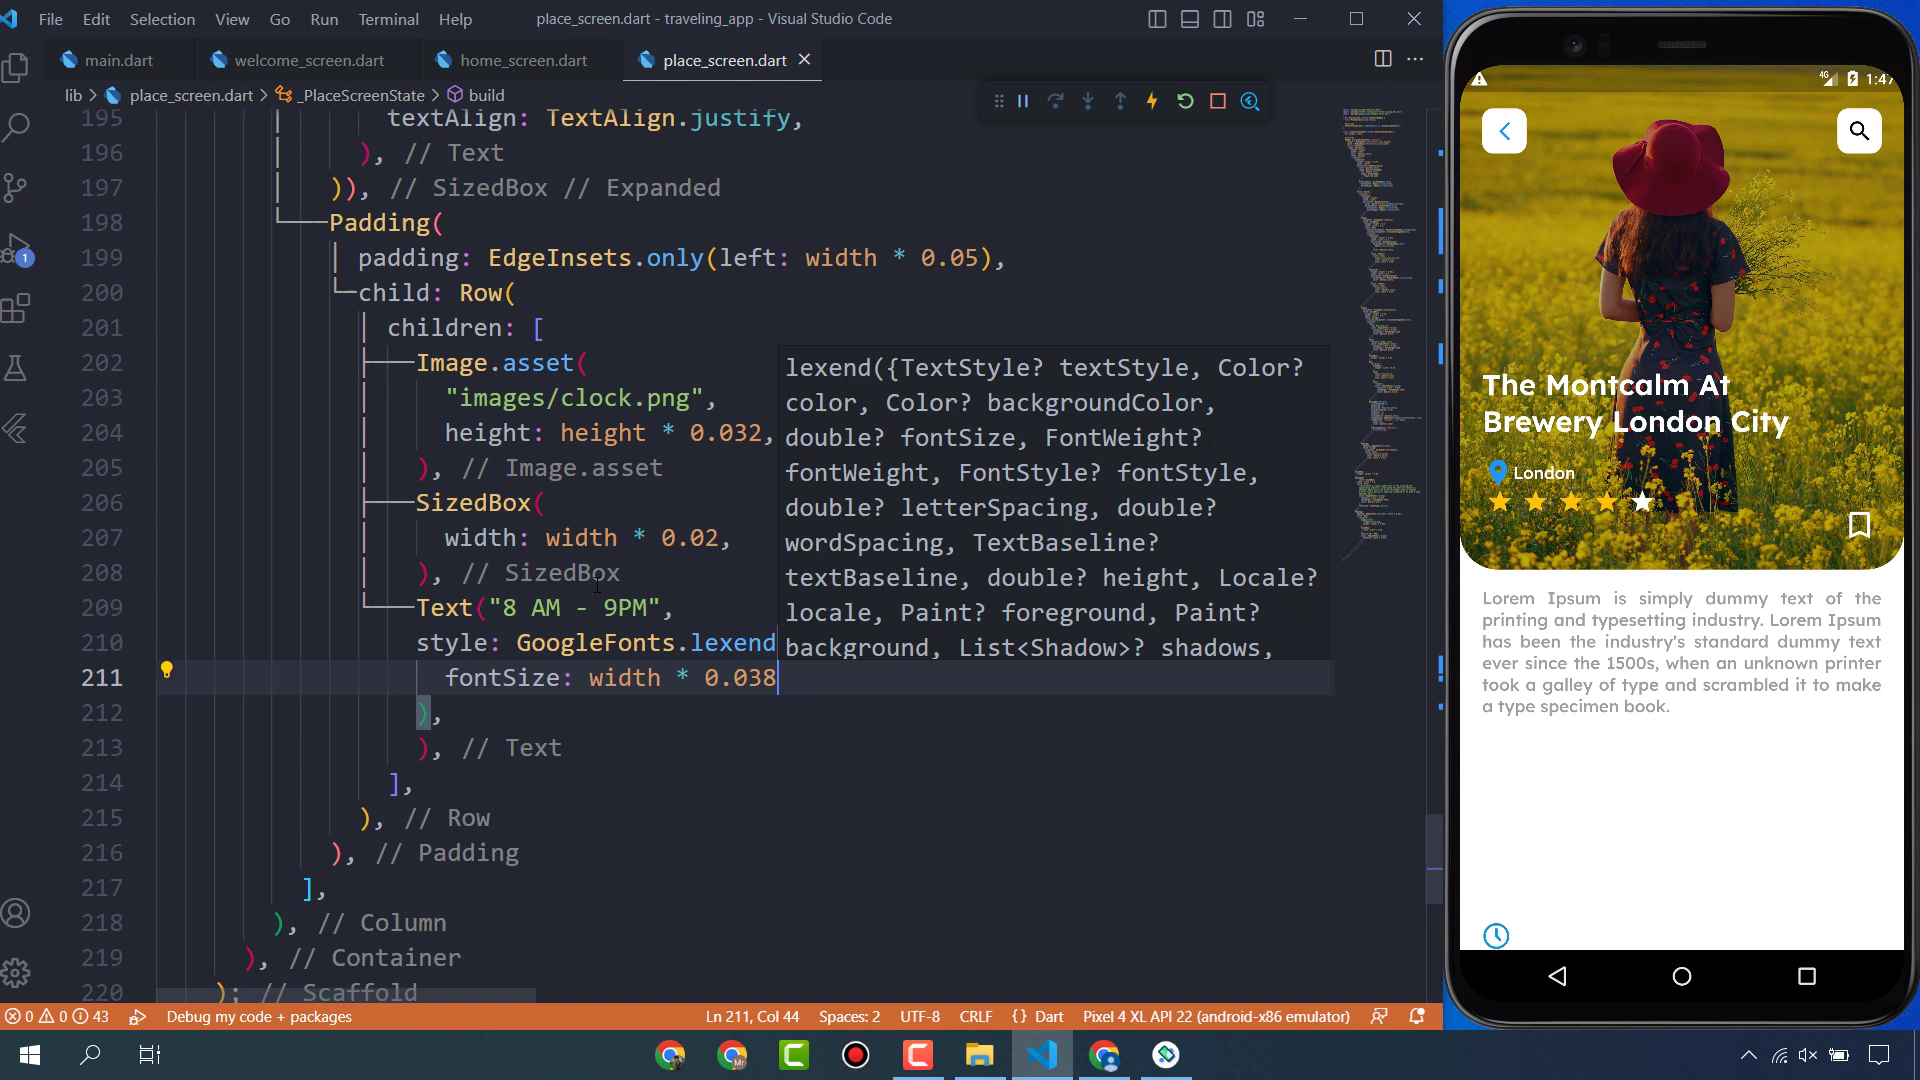 File Edit Selection View Go Run Terminal Help place_screen.dart - traveling_app - Visual Studio Code
main.dart welcome_screen.dart home_screen.dart place_screen.dart
lib > place_screen.dart > _PlaceScreenState > build
195 textAlign: TextAlign.justify,
196 ), // Text
197 )), // SizedBox // Expanded
198 Padding(
199 padding: EdgeInsets.only(left: width * 0.05),
200 child: Row(
201 children: [
202 Image.asset(
203 "images/clock.png",
204 height: height * 0.032,
205 ), // Image.asset
206 SizedBox(
207 width: width * 0.02,
208 ), // SizedBox
209 Text("8 AM - 9PM",
210 style: GoogleFonts.lexend
211 fontSize: width * 0.038
212 ),
213 ), // Text
214 ],
215 ), // Row
216 ), // Padding
217 ],
218 ), // Column
219 ), // Container
220 ); // Scaffold
lexend({TextStyle? textStyle, Color?
color, Color? backgroundColor,
double? fontSize, FontWeight?
fontWeight, FontStyle? fontStyle,
double? letterSpacing, double?
wordSpacing, TextBaseline?
textBaseline, double? height, Locale?
locale, Paint? foreground, Paint?
background, List<Shadow>? shadows,
1
0 0 43 Debug my code + packages Ln 211, Col 44 Spaces: 2 UTF-8 CRLF {} Dart Pixel 4 XL API 22 (android-x86 emulator)
4G 1:47
The Montcalm At
Brewery London City
London
Lorem Ipsum is simply dummy text of the
printing and typesetting industry. Lorem Ipsum
has been the industry's standard dummy text
ever since the 1500s, when an unknown printer
took a galley of type and scrambled it to make
a type specimen book.